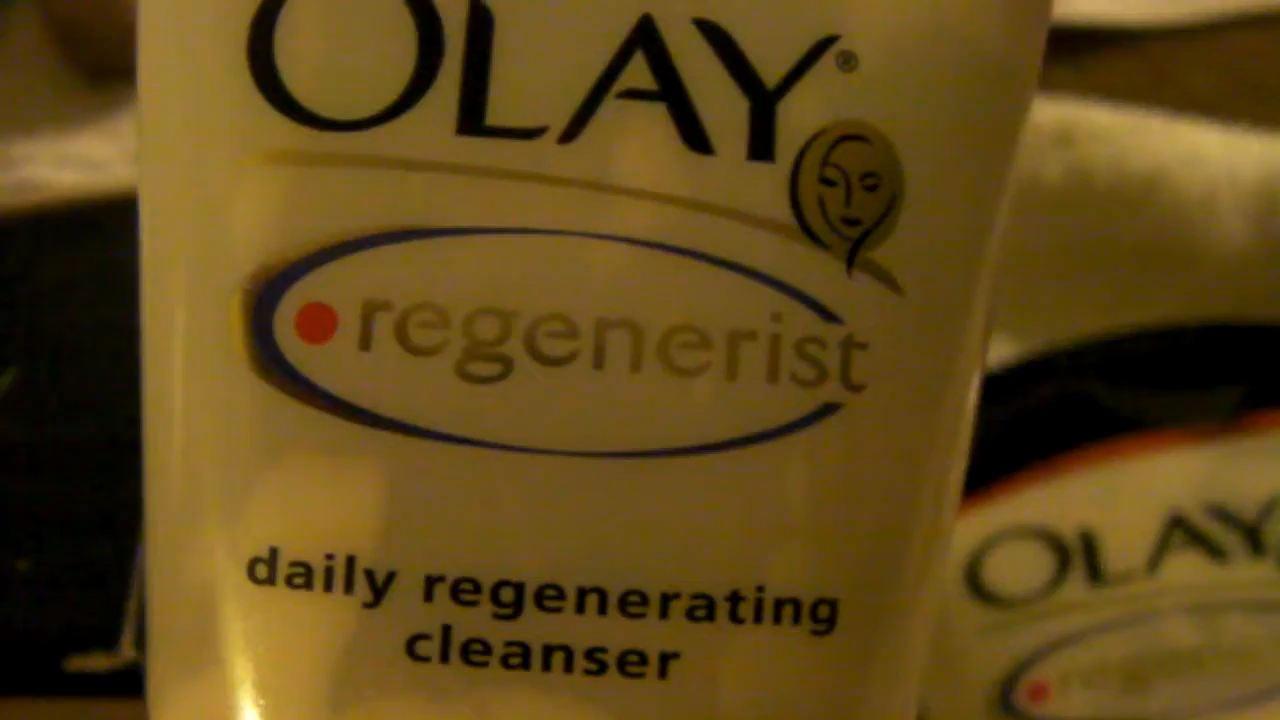 OLAY®
regenerist
daily regenerating
cleanser
OLAY